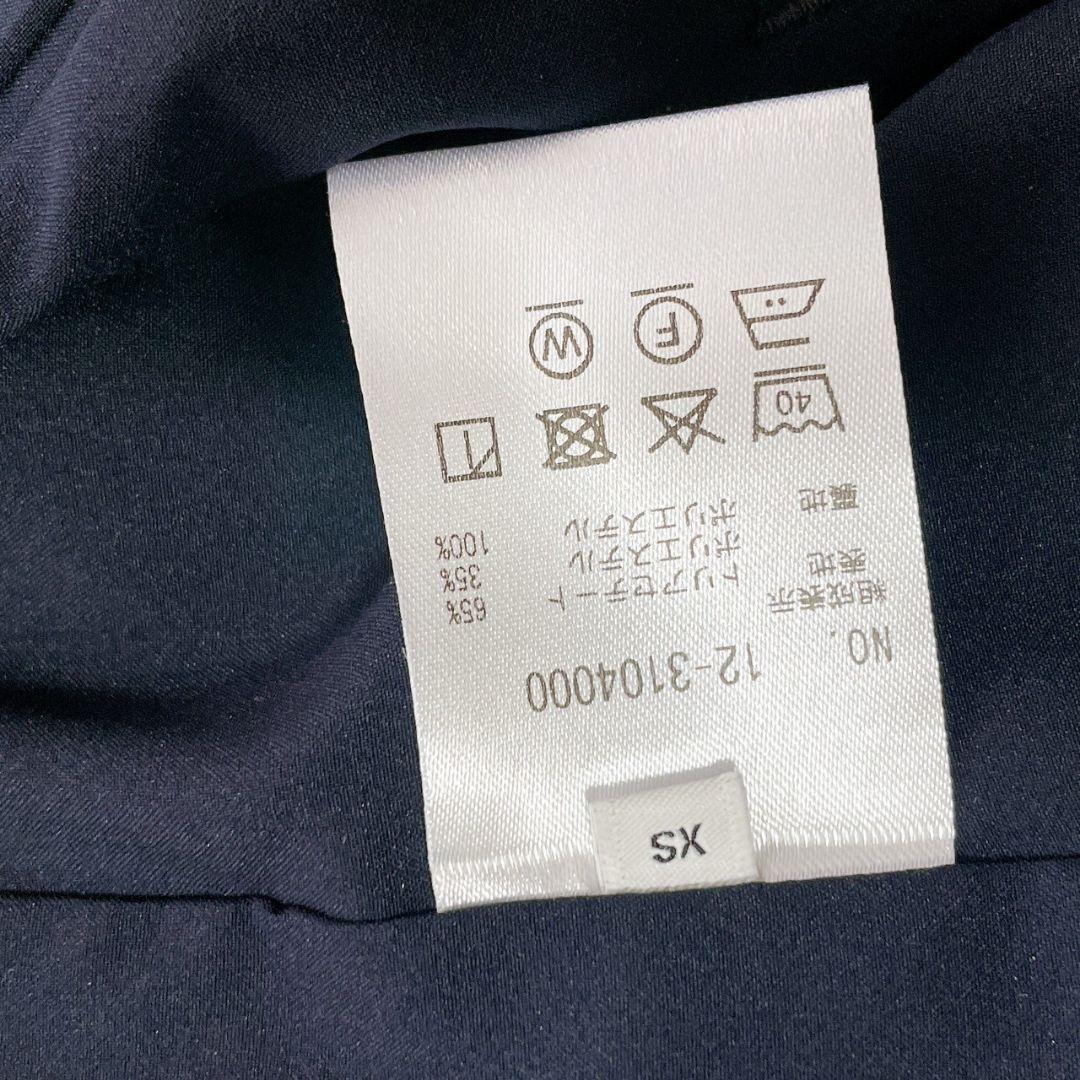 XS
NO. 12-3104000
組成表示
表地 トリアセテート 65%
ポリエステル 35%
裏地 ポリエステル 100%
40
F
W